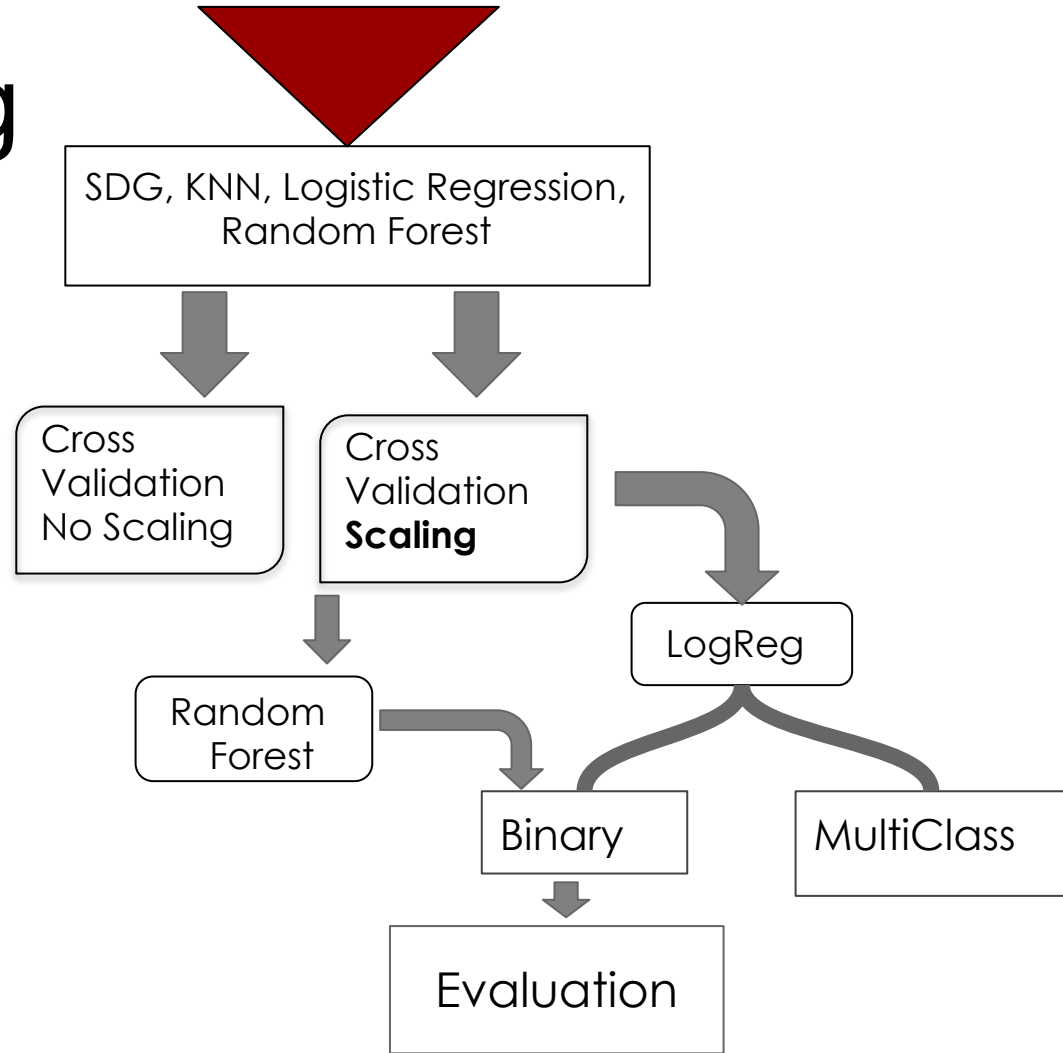 g
SDG, KNN, Logistic Regression,
Random Forest
Cross
Validation
No Scaling
Cross
Validation
Scaling
LogReg
Random
Forest
Binary
MultiClass
Evaluation